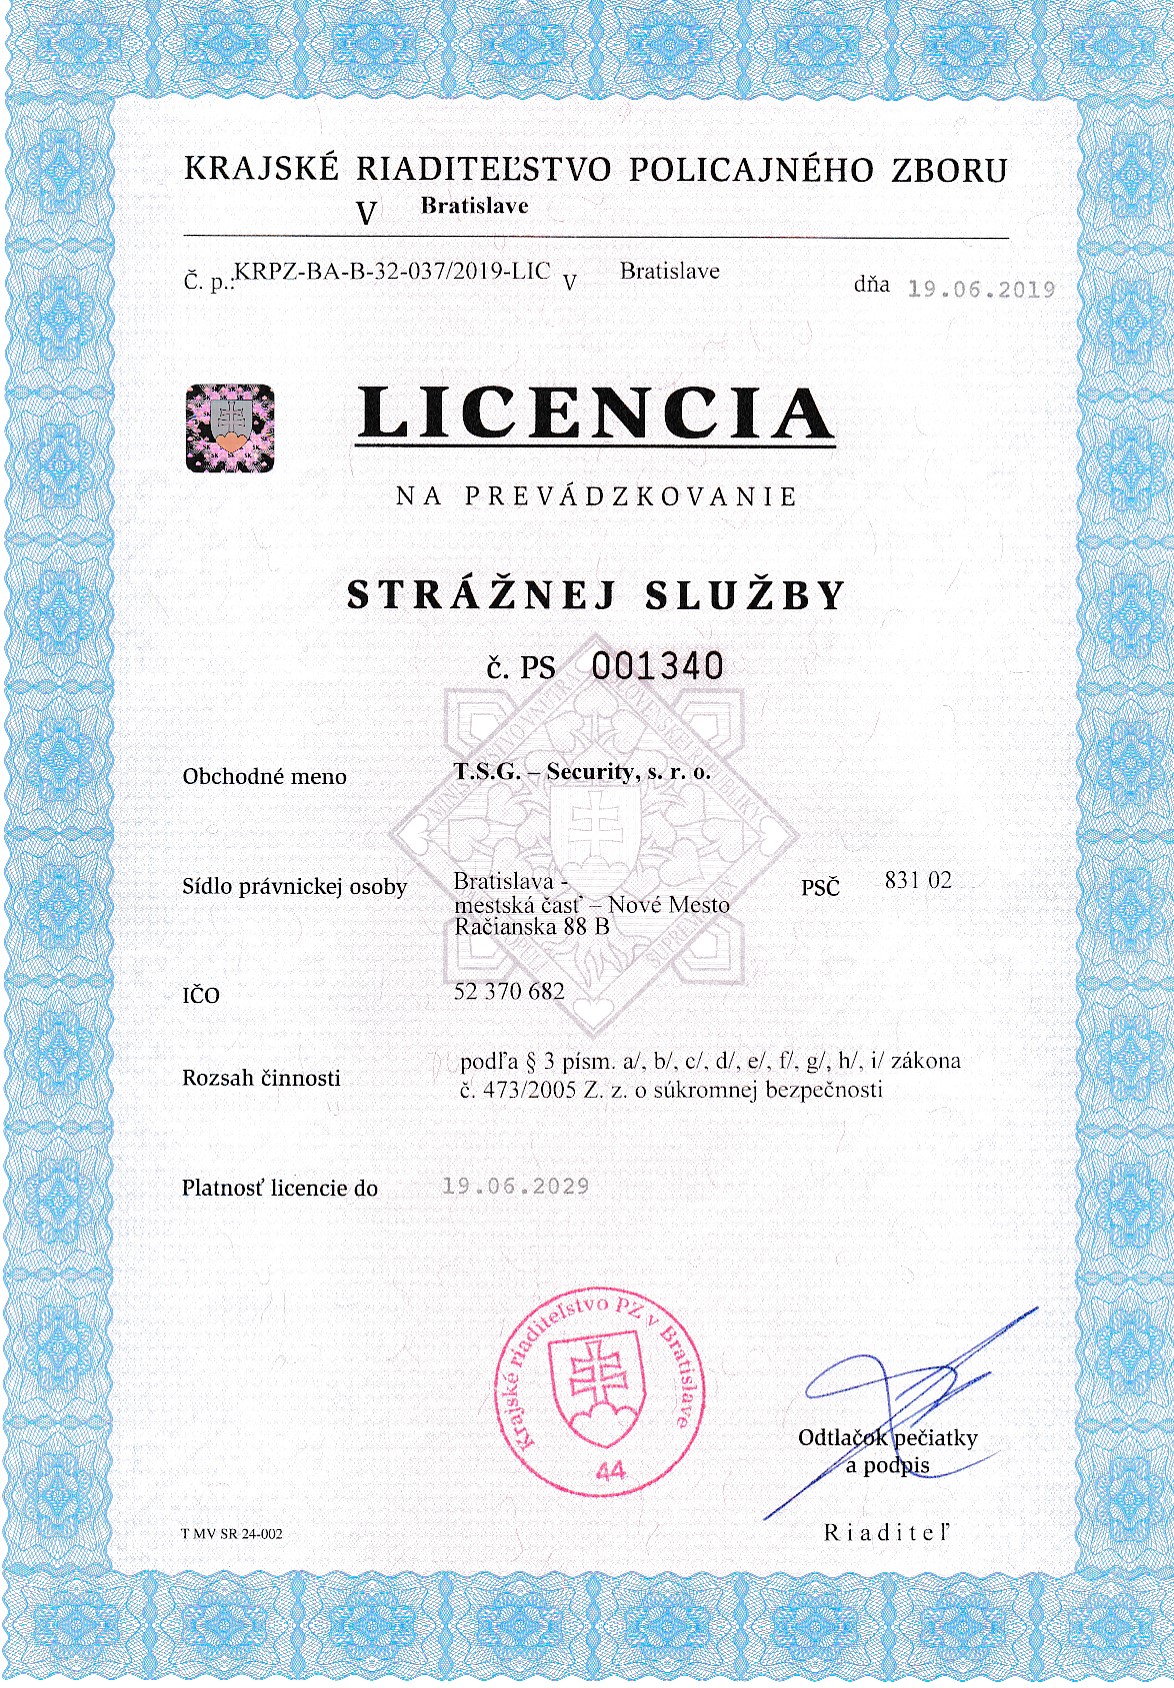 KRAJSKÉ RIADITEĽSTVO POLICAJNÉHO ZBORU
V Bratislave
Č. p.: KRPZ-BA-B-32-037/2019-LIC v Bratislave dňa 19.06.2019
LICENCIA
NA PREVÁDZKOVANIE
STRÁŽNEJ SLUŽBY
č. PS 001340
Obchodné meno T.S.G. – Security, s. r. o.
Sídlo právnickej osoby Bratislava - PSČ 831 02
mestská časť – Nové Mesto
Račianska 88 B
IČO 52 370 682
Rozsah činnosti podľa § 3 písm. a/, b/, c/, d/, e/, f/, g/, h/, i/ zákona
č. 473/2005 Z. z. o súkromnej bezpečnosti
Platnosť licencie do 19.06.2029
Krajské riaditeľstvo PZ v Bratislave
44
Odtlačok pečiatky
a podpis
Riaditeľ
T MV SR 24-002